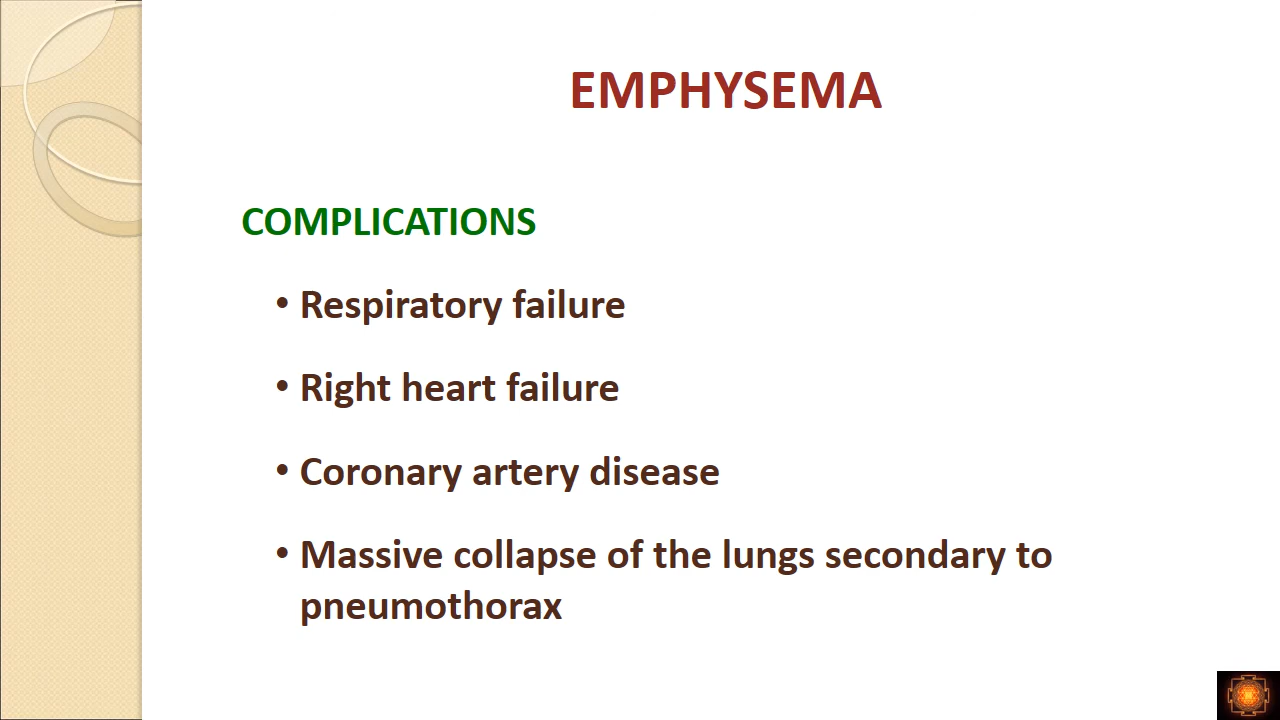 EMPHYSEMA
COMPLICATIONS
• Respiratory failure
• Right heart failure
• Coronary artery disease
• Massive collapse of the lungs secondary to
pneumothorax